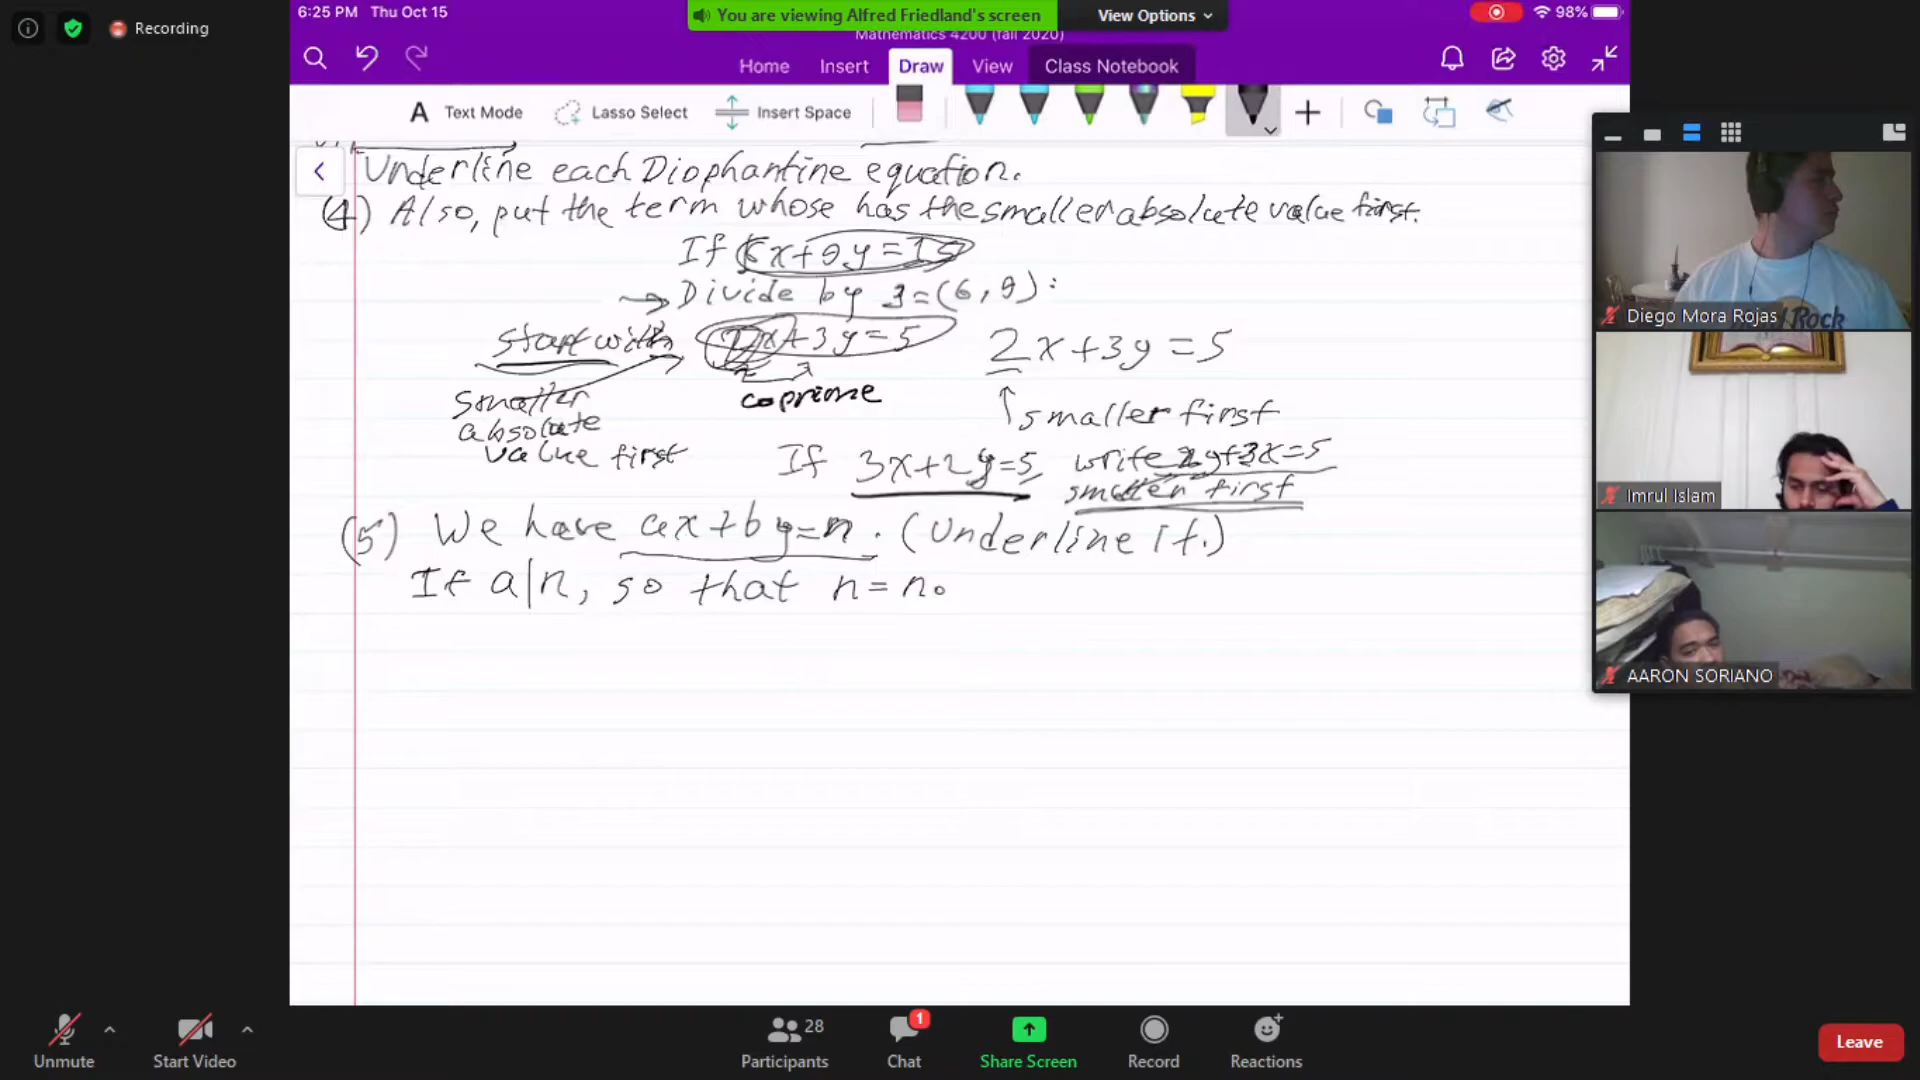 6:25 PM Thu Oct 15
You are viewing Alfred Friedland's screen
View Options
98%
Recording
Mathematics 4200 (fall 2020)
Home
Insert
Draw
View
Class Notebook
A Text Mode
Lasso Select
Insert Space
Underline each Diophantine equation.
(4) Also, put the term whose has the smaller absolute value first.
If 6x+9y=15
→ Divide by 3=(6,9):
start with 2x+3y=5
2x+3y=5
smaller
absolute
value first
coprime
↑ smaller first
If 3x+2y=5 write 2y+3x=5
smaller first
(5) We have ax+by=n. (Underline it.)
If a|n, so that n=n₀
Diego Mora Rojas
Imrul Islam
AARON SORIANO
Unmute
Start Video
28
Participants
1
Chat
Share Screen
Record
Reactions
Leave